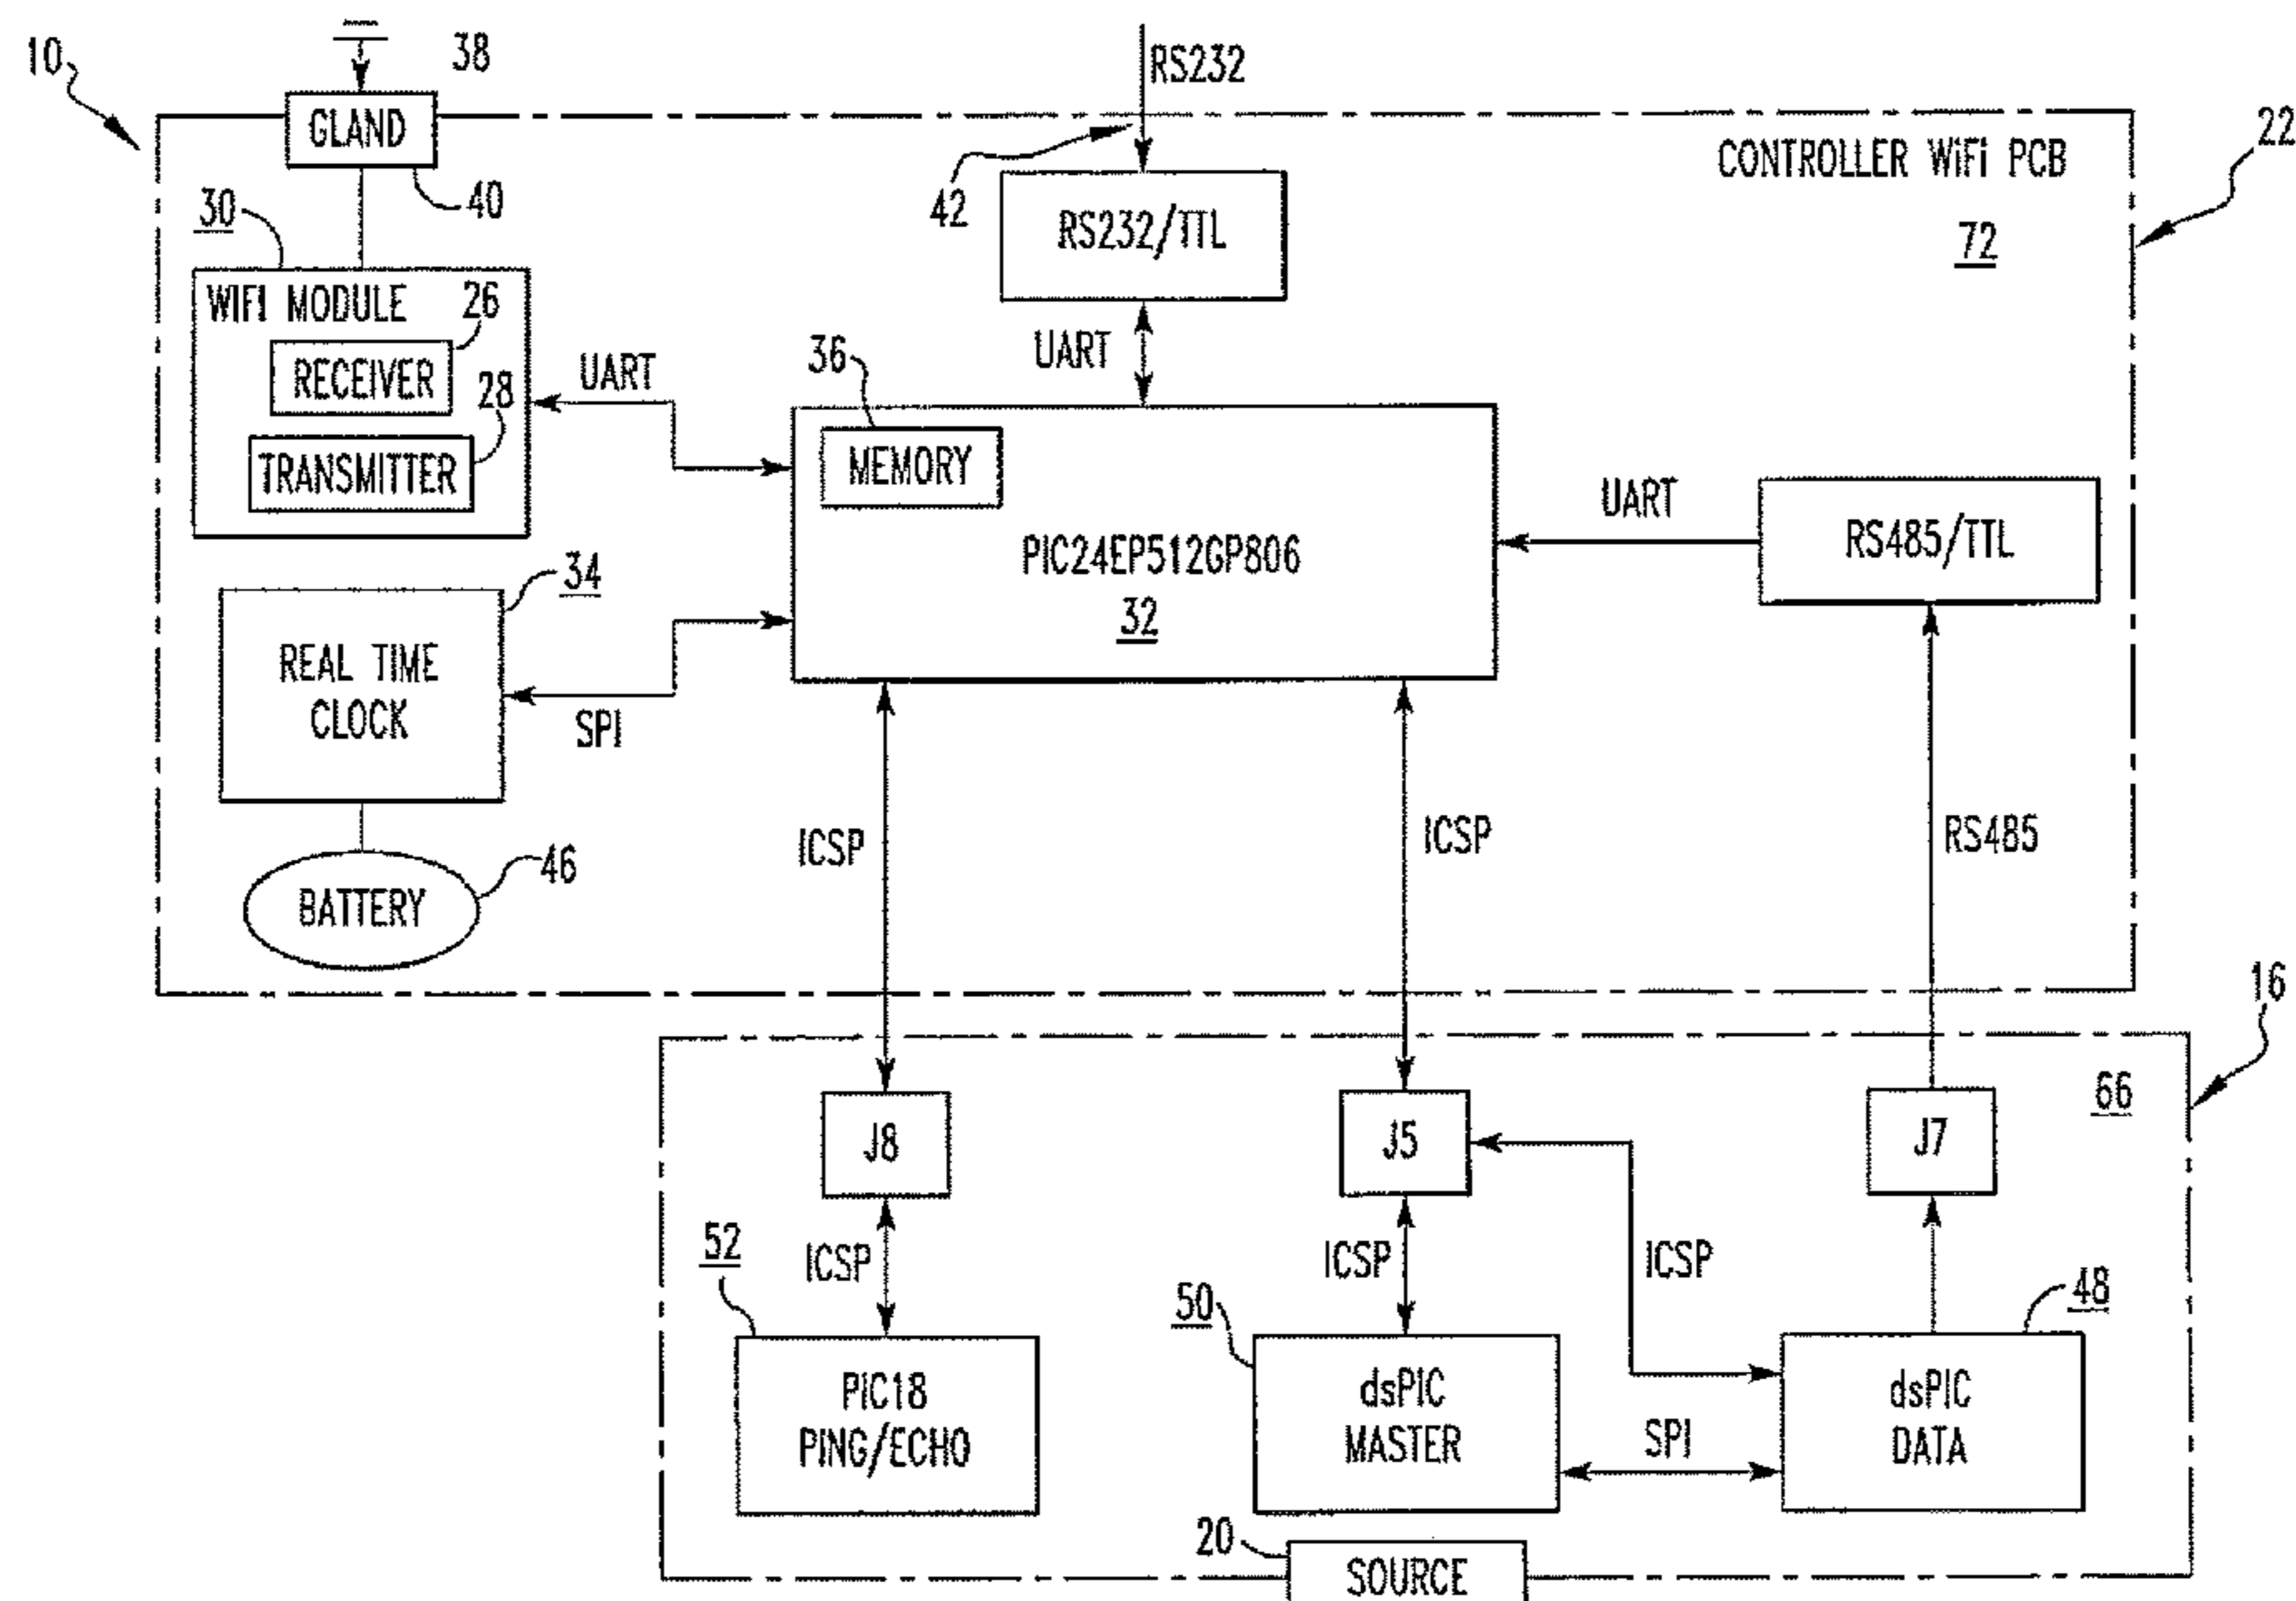 10
38
GLAND
40
RS232
42
RS232/TTL
CONTROLLER WiFi PCB
72
22
30
WIFI MODULE
26
RECEIVER
28
TRANSMITTER
UART
UART
36
MEMORY
PIC24EP512GP806
32
UART
RS485/TTL
34
REAL TIME
CLOCK
SPI
46
BATTERY
ICSP
ICSP
RS485
16
66
J8
J5
J7
52
ICSP
50
ICSP
ICSP
48
PIC18
PING/ECHO
dsPIC
MASTER
SPI
dsPIC
DATA
20
SOURCE